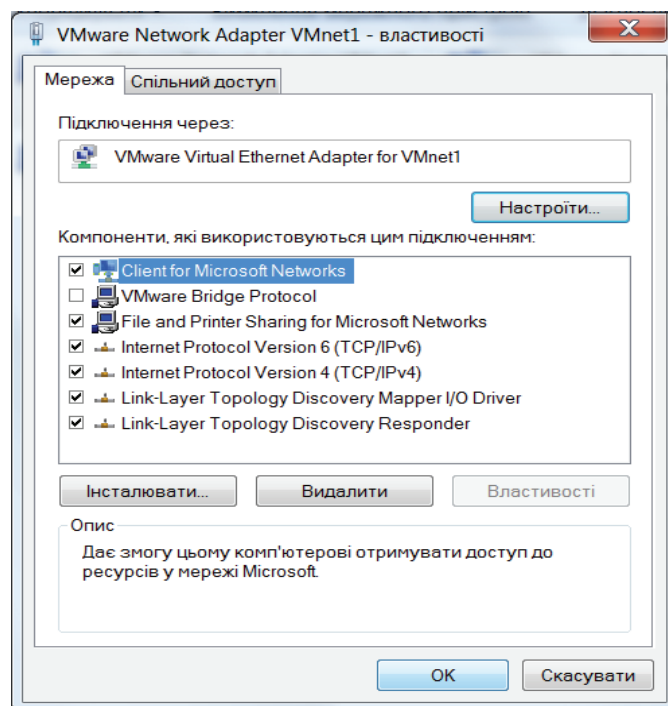 VMware Network Adapter VMnet1 - властивості
Мережа
Спільний доступ
Підключення через:
VMware Virtual Ethernet Adapter for VMnet1
Настроїти...
Компоненти, які використовуються цим підключенням:
Client for Microsoft Networks
VMware Bridge Protocol
File and Printer Sharing for Microsoft Networks
Internet Protocol Version 6 (TCP/IPv6)
Internet Protocol Version 4 (TCP/IPv4)
Link-Layer Topology Discovery Mapper I/O Driver
Link-Layer Topology Discovery Responder
Інсталювати...
Видалити
Властивості
Опис
Дає змогу цьому комп'ютерові отримувати доступ до
ресурсів у мережі Microsoft.
OK
Скасувати